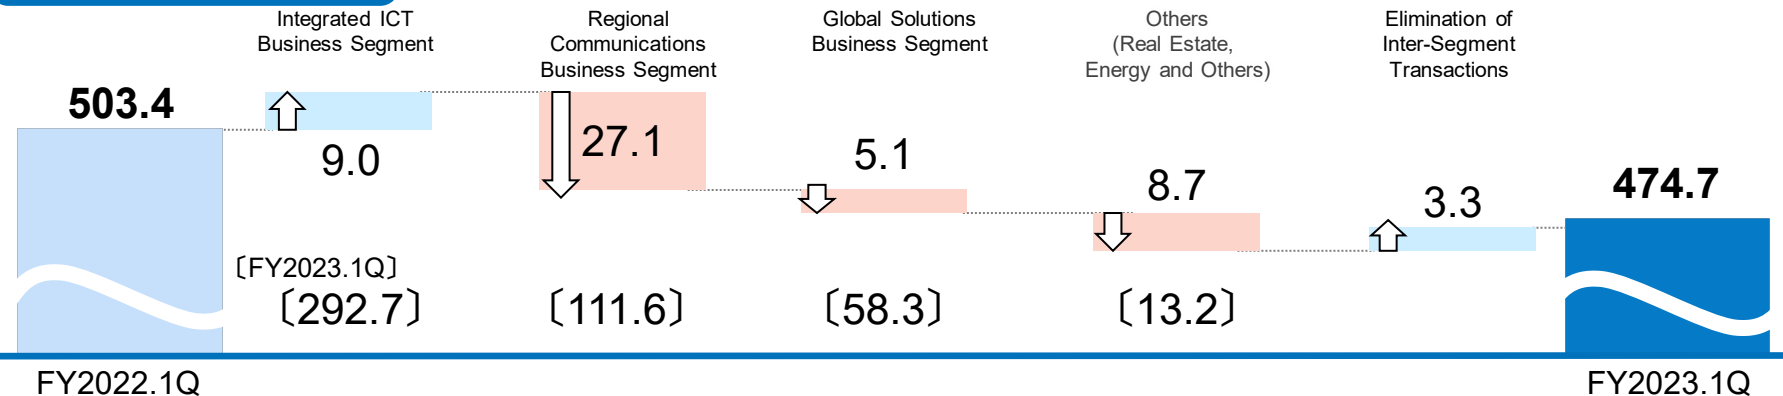 Integrated ICT
Business Segment
Regional
Communications
Business Segment
Global Solutions
Business Segment
Others
(Real Estate,
Energy and Others)
Elimination of
Inter-Segment
Transactions
503.4
9.0
27.1
5.1
8.7
3.3
474.7
〔FY2023.1Q〕
〔292.7〕
〔111.6〕
〔58.3〕
〔13.2〕
FY2022.1Q
FY2023.1Q